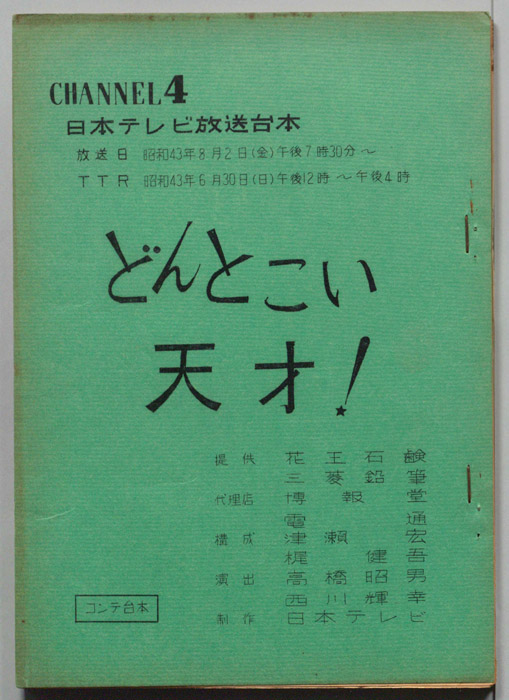 CHANNEL4
日本テレビ放送台本
放送日 昭和43年8月2日(金)午後7時30分〜
TTR 昭和43年6月30日(日)午後12時〜午後4時
どんとこい
天才!
提供 花王石鹸
三菱鉛筆
代理店 博報堂
電通
構成 津瀬宏
梶健吾
演出 高橋昭男
西川輝幸
制作 日本テレビ
コンテ台本